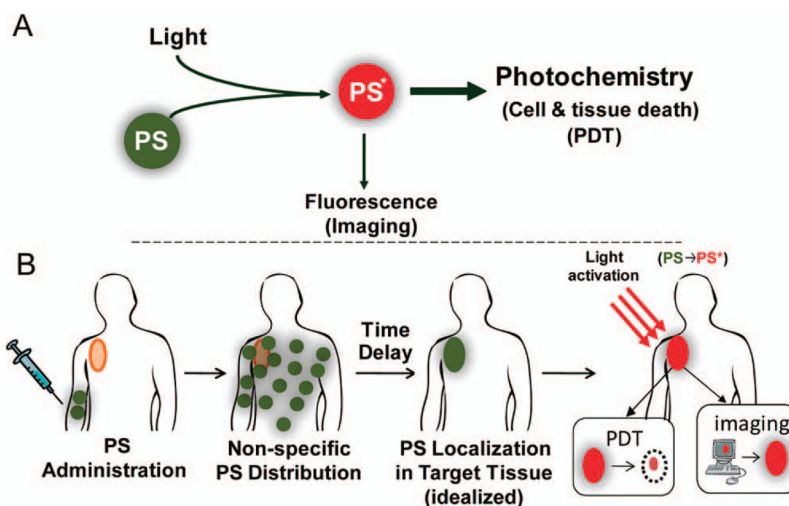 A
Light
PS
PS*
Photochemistry
(Cell & tissue death)
(PDT)
Fluorescence
(Imaging)
B
Light
activation
(PS→PS*)
Time
Delay
PS
Administration
Non-specific
PS Distribution
PS Localization
in Target Tissue
(idealized)
PDT
imaging